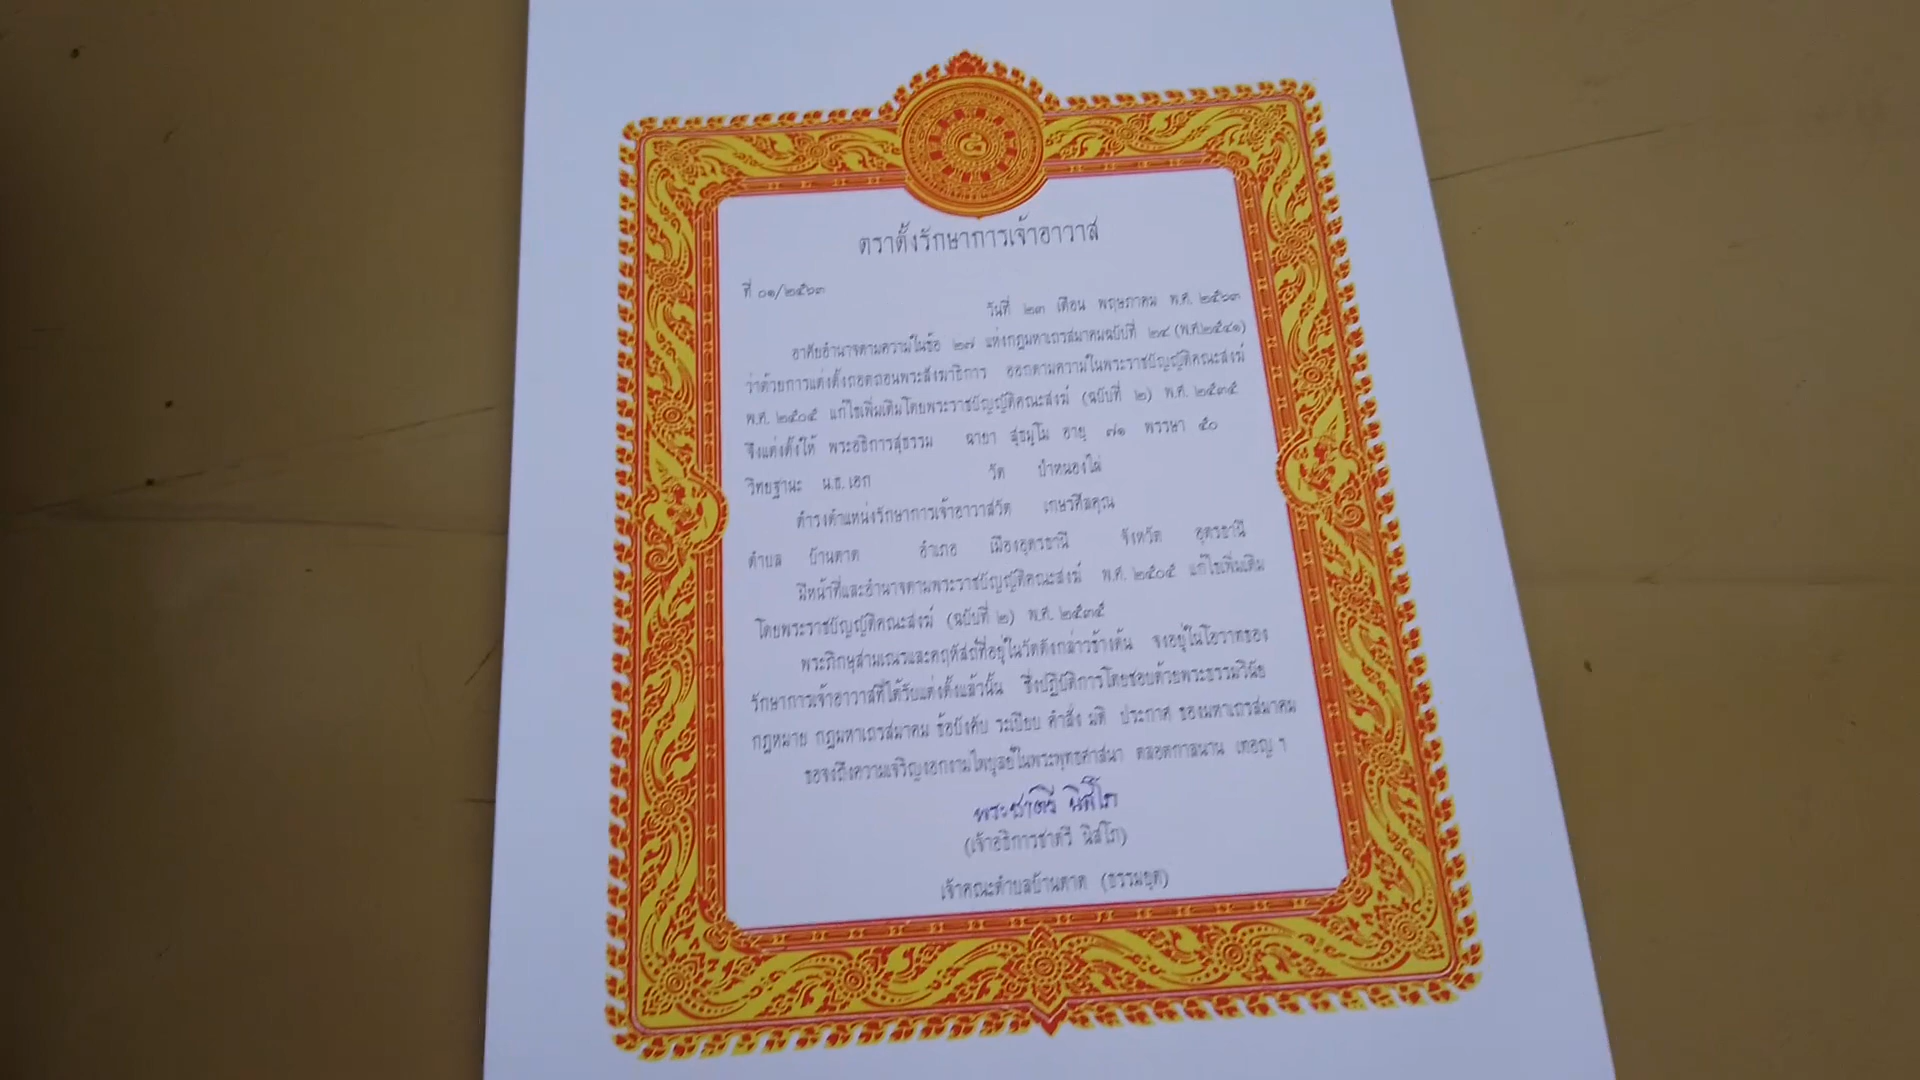 ตราตั้งรักษาการเจ้าอาวาส
ที่ ๐๑/๒๕๖๓
วันที่ ๒๓ เดือน พฤษภาคม พ.ศ. ๒๕๖๓
อาศัยอำนาจตามความในข้อ ๒๗ แห่งกฎมหาเถรสมาคมฉบับที่ ๒๔ (พ.ศ.๒๕๔๑)
ว่าด้วยการแต่งตั้งถอดถอนพระสังฆาธิการ ออกตามความในพระราชบัญญัติคณะสงฆ์
พ.ศ. ๒๕๐๕ แก้ไขเพิ่มเติมโดยพระราชบัญญัติคณะสงฆ์ (ฉบับที่ ๒) พ.ศ. ๒๕๓๕
จึงแต่งตั้งให้ พระอธิการสุธรรม ฉายา สุธมฺโม อายุ ๗๑ พรรษา ๕๐
วิทยฐานะ น.ธ.เอก วัด ป่าหนองไผ่
ดำรงตำแหน่งรักษาการเจ้าอาวาสวัด เกษรศีลคุณ
ตำบล บ้านตาด อำเภอ เมืองอุดรธานี จังหวัด อุดรธานี
มีหน้าที่และอำนาจตามพระราชบัญญัติคณะสงฆ์ พ.ศ. ๒๕๐๕ แก้ไขเพิ่มเติม
โดยพระราชบัญญัติคณะสงฆ์ (ฉบับที่ ๒) พ.ศ. ๒๕๓๕
พระภิกษุสามเณรและคฤหัสถ์ที่อยู่ในวัดดังกล่าวข้างต้น จงอยู่ในโอวาทของ
รักษาการเจ้าอาวาสที่ได้รับแต่งตั้งแล้วนั้น ซึ่งปฏิบัติการโดยชอบด้วยพระธรรมวินัย
กฎหมาย กฎมหาเถรสมาคม ข้อบังคับ ระเบียบ คำสั่ง มติ ประกาศ ของมหาเถรสมาคม
ขอจงถึงความเจริญงอกงามไพบูลย์ในพระพุทธศาสนา ตลอดกาลนาน เทอญ ฯ
พระชาตรี นิสโภ
(เจ้าอธิการชาตรี นิสโภ)
เจ้าคณะตำบลบ้านตาด (ธรรมยุต)